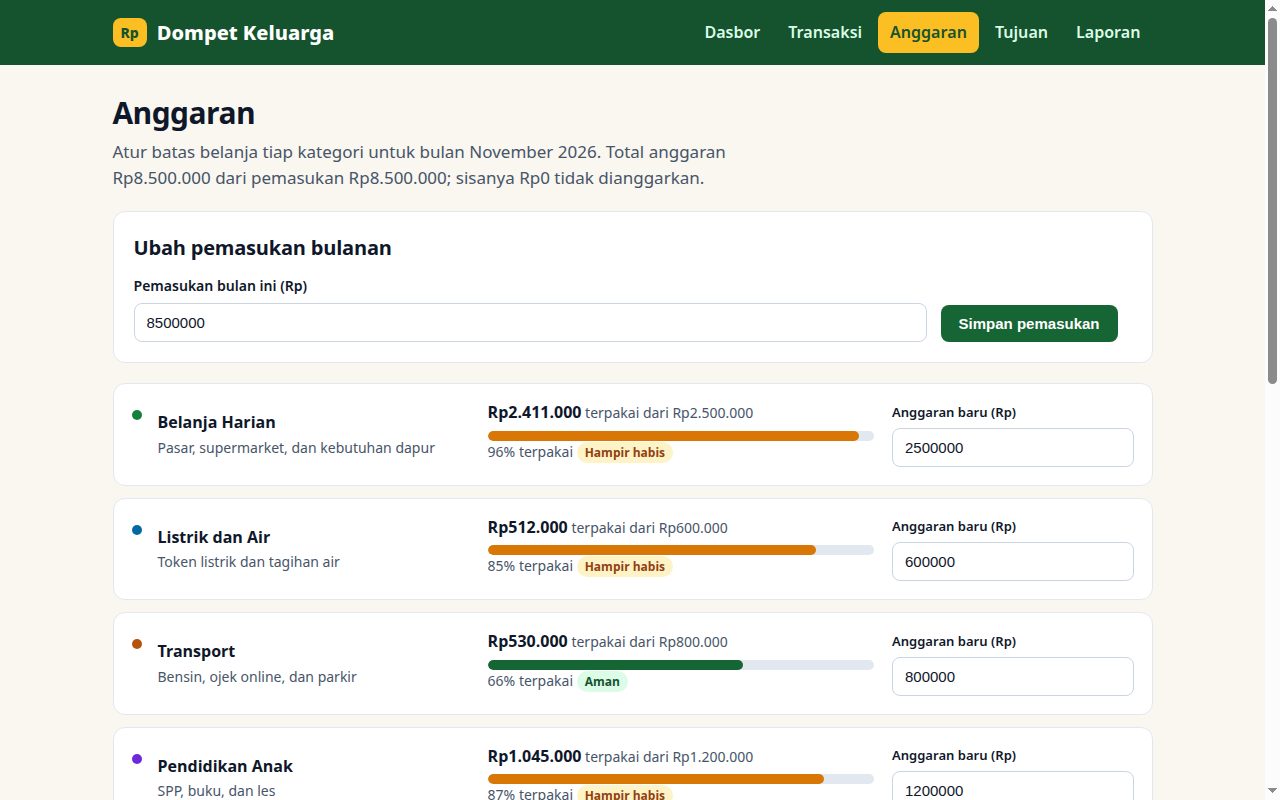 Rp Dompet Keluarga Dasbor Transaksi Anggaran Tujuan Laporan
Anggaran
Atur batas belanja tiap kategori untuk bulan November 2026. Total anggaran
Rp8.500.000 dari pemasukan Rp8.500.000; sisanya Rp0 tidak dianggarkan.
Ubah pemasukan bulanan
Pemasukan bulan ini (Rp)
8500000 Simpan pemasukan
Belanja Harian
Pasar, supermarket, dan kebutuhan dapur
Rp2.411.000 terpakai dari Rp2.500.000
96% terpakai Hampir habis
Anggaran baru (Rp)
2500000
Listrik dan Air
Token listrik dan tagihan air
Rp512.000 terpakai dari Rp600.000
85% terpakai Hampir habis
Anggaran baru (Rp)
600000
Transport
Bensin, ojek online, dan parkir
Rp530.000 terpakai dari Rp800.000
66% terpakai Aman
Anggaran baru (Rp)
800000
Pendidikan Anak
SPP, buku, dan les
Rp1.045.000 terpakai dari Rp1.200.000
87% terpakai Hampir habis
Anggaran baru (Rp)
1200000